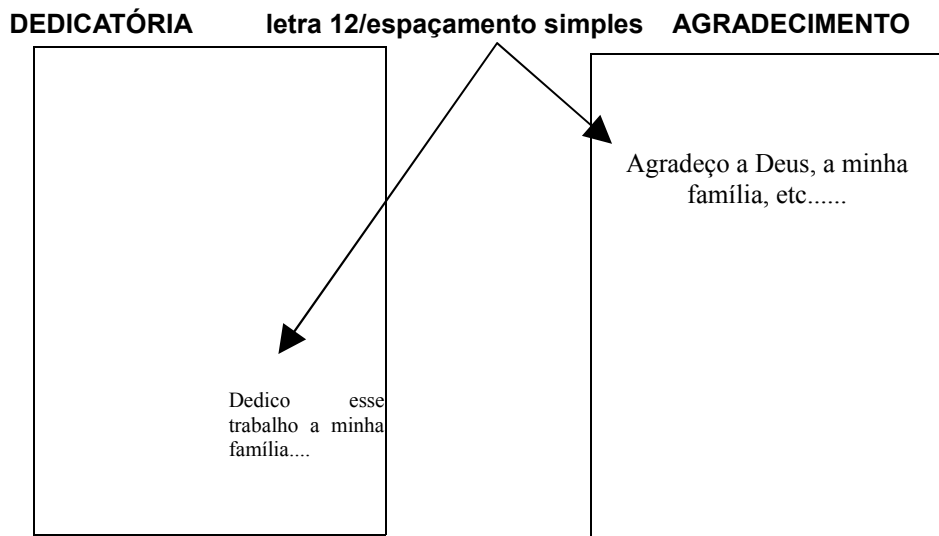 DEDICATÓRIA letra 12/espaçamento simples AGRADECIMENTO
Agradeço a Deus, a minha
família, etc......
Dedico esse
trabalho a minha
família....